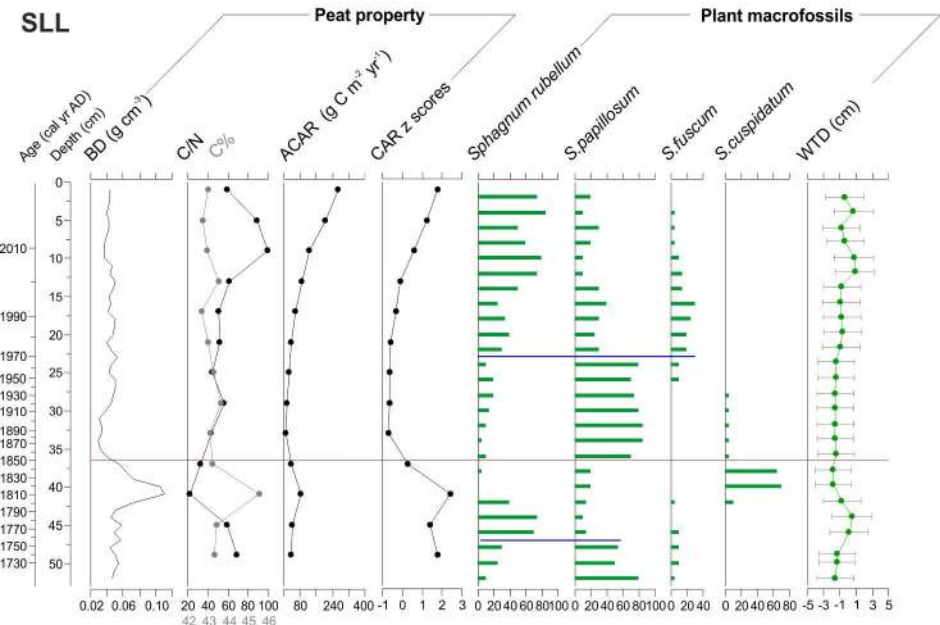 SLL
Peat property
Plant macrofossils
Age (cal yr AD)
Depth (cm)
BD (g cm⁻³)
C/N
C%
ACAR (g C m⁻² yr⁻¹)
CAR z scores
Sphagnum rubellum
S.papillosum
S.fuscum
S.cuspidatum
WTD (cm)
0
5
2010
10
15
1990
20
1970
25
1950
1930
30
1910
1890
1870
35
1850
1830
40
1810
1790
45
1770
1750
50
1730
0.02 0.06 0.10
20 40 60 80 100
42 43 44 45 46
80 240 400
-1 0 1 2 3
0 20 40 60 80 100
0 20 40 60 80 100
0 20 40
0 20 40 60 80
-5 -3 -1 1 3 5